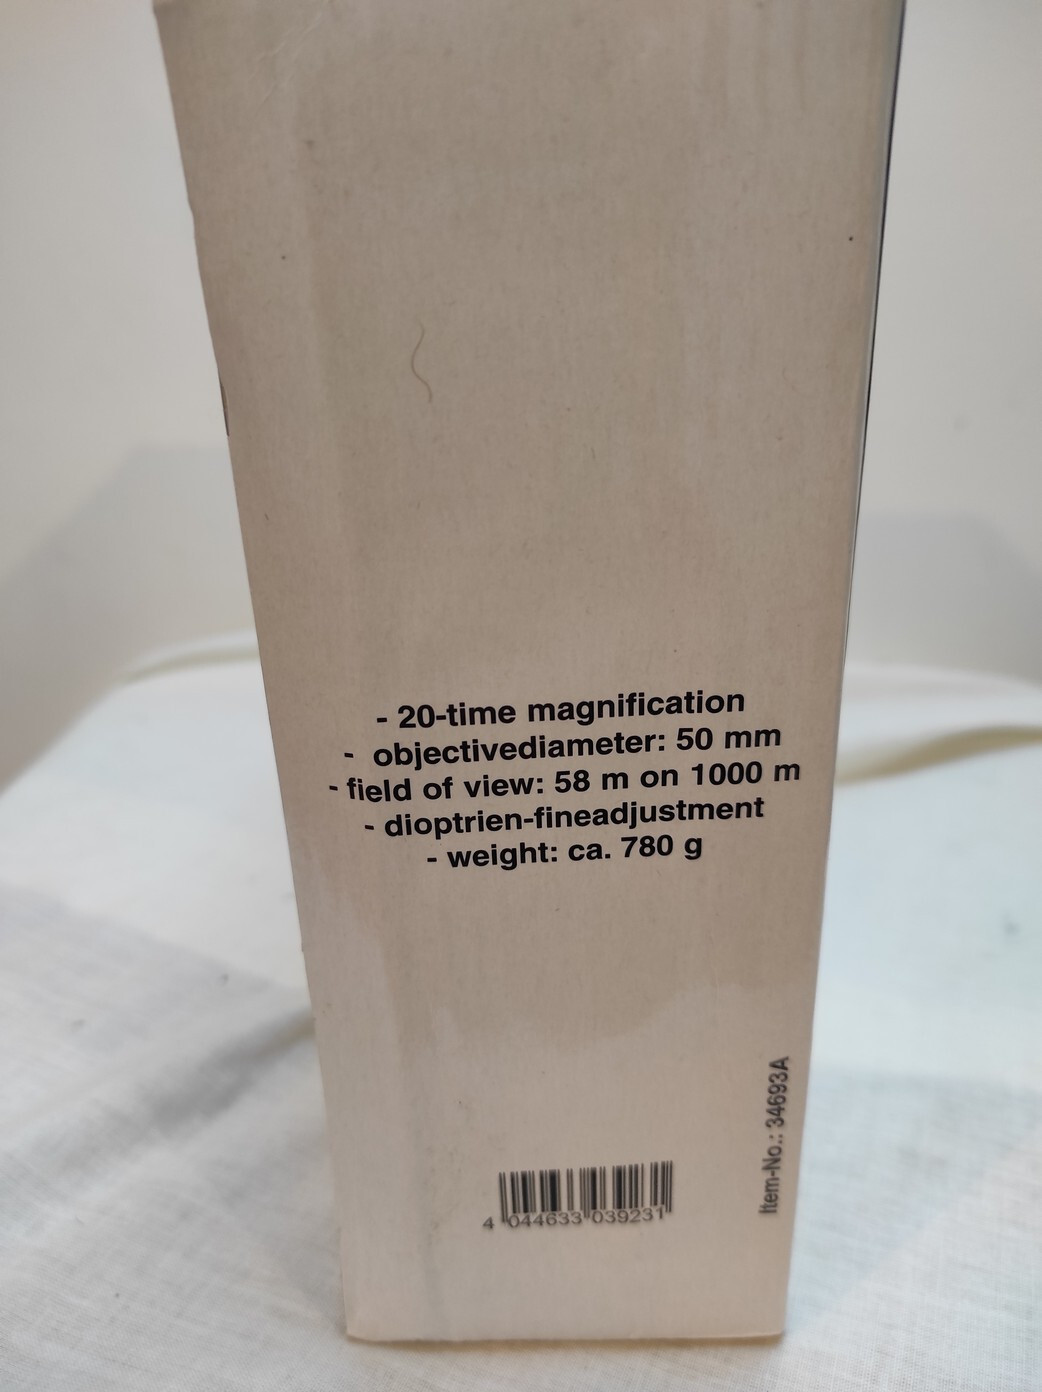 - 20-time magnification
- objectivediameter: 50 mm
- field of view: 58 m on 1000 m
- dioptrien-fineadjustment
- weight: ca. 780 g
Item-No.: 34693A
4 044633 039231